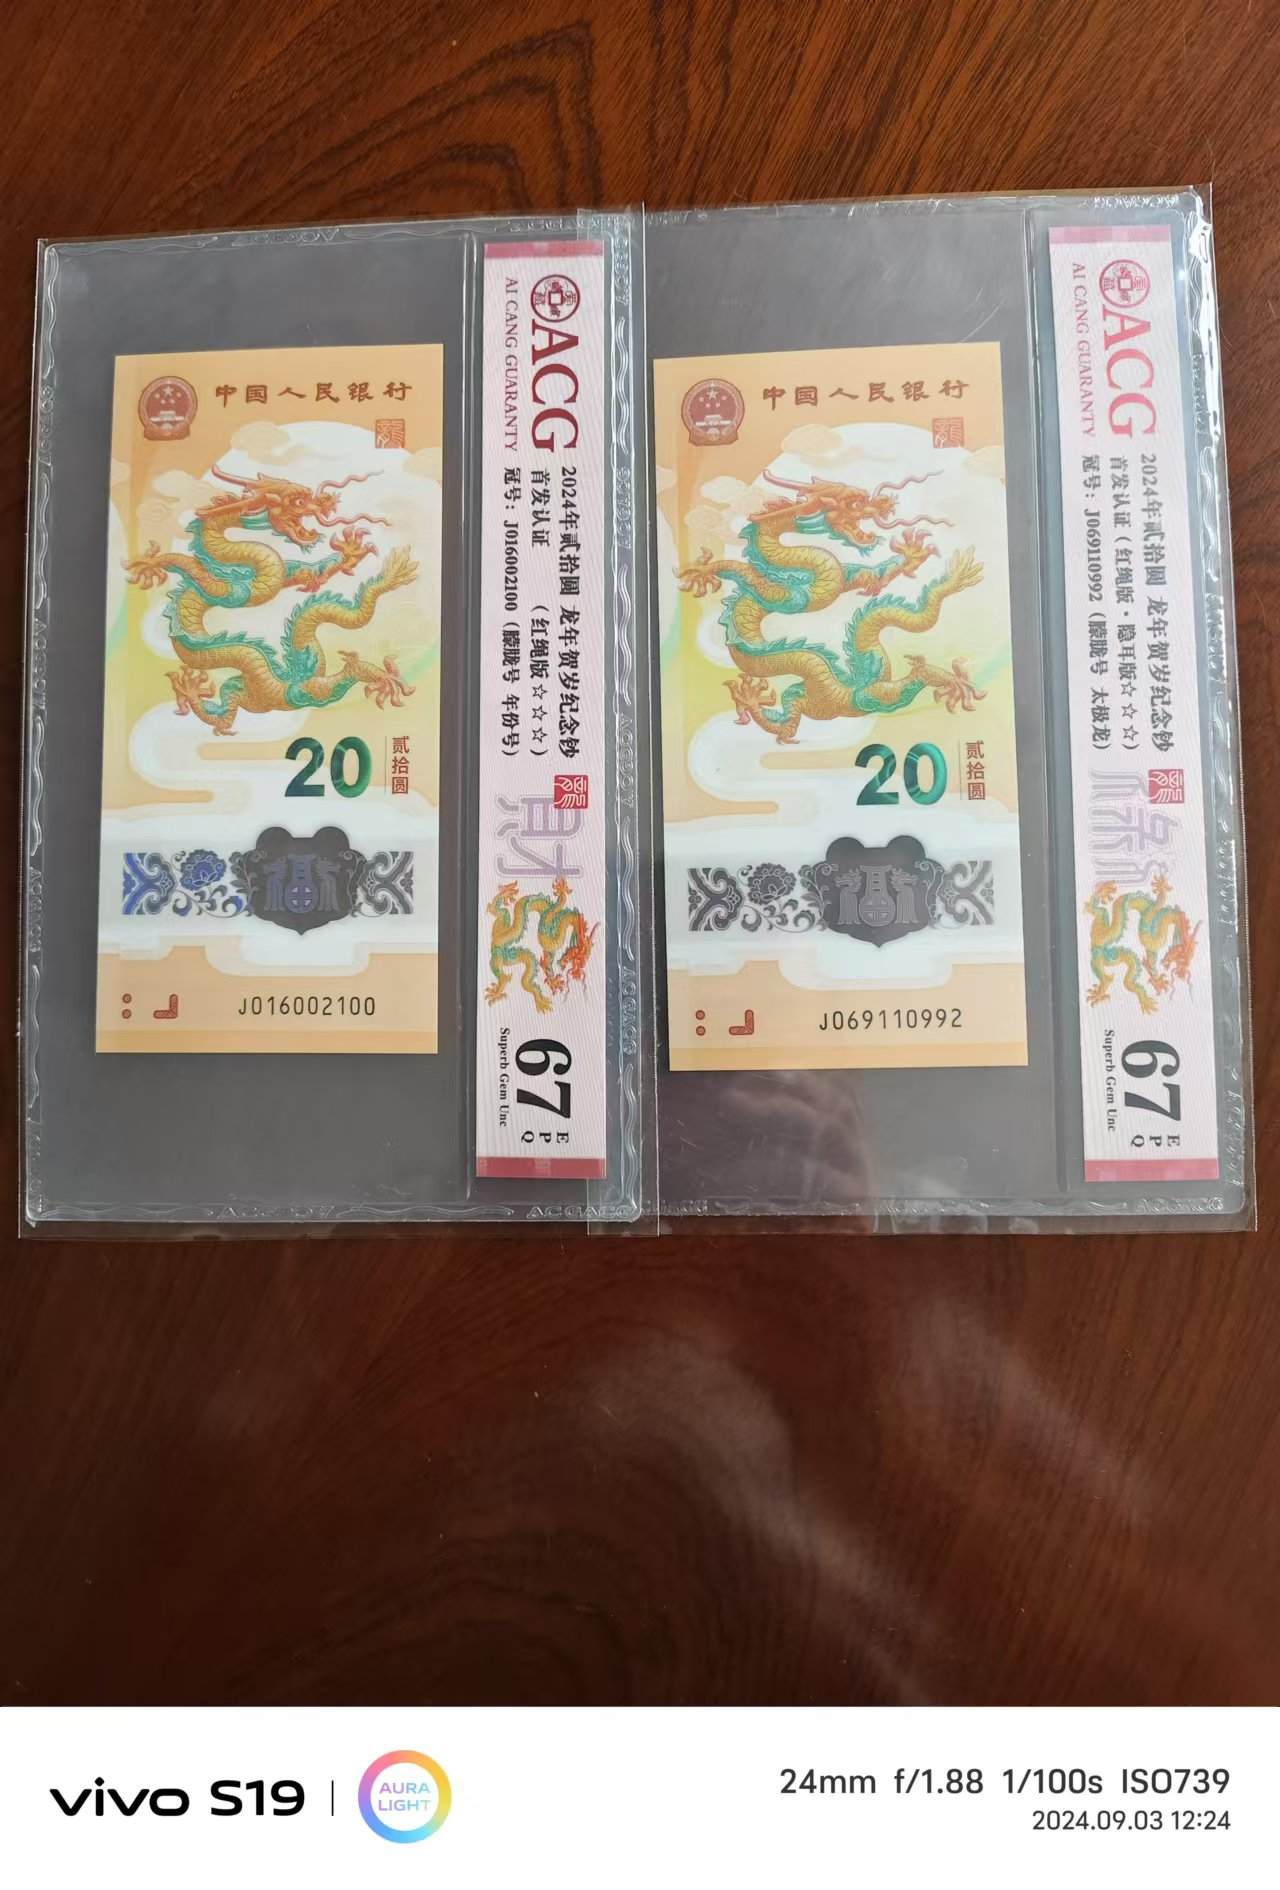 中国人民银行
20
贰拾圆
J016002100
ACG
AI CANG GUARANTY
2024年贰拾圆 龙年贺岁纪念钞
首发认证 （红绳版☆☆☆）
冠号：J016002100（朦胧号 年份号）
67
EPQ
Superb Gem Unc
中国人民银行
20
贰拾圆
J069110992
ACG
AI CANG GUARANTY
2024年贰拾圆 龙年贺岁纪念钞
首发认证（红绳版·隐耳版☆☆☆）
冠号：J069110992（朦胧号 太极龙）
67
EPQ
Superb Gem Unc
vivo S19
AURA
LIGHT
24mm f/1.88 1/100s ISO739
2024.09.03 12:24